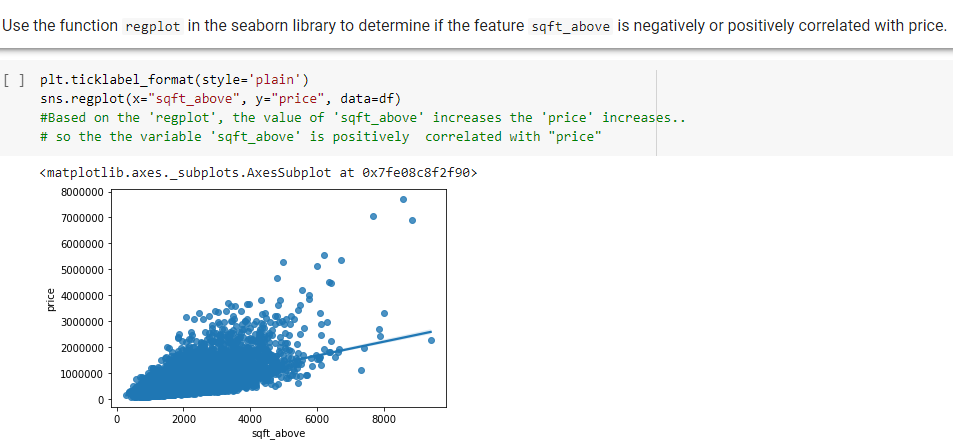 Use the function regplot in the seaborn library to determine if the feature sqft_above is negatively or positively correlated with price.
[ ] plt.ticklabel_format(style='plain')
sns.regplot(x="sqft_above", y="price", data=df)
#Based on the 'regplot', the value of 'sqft_above' increases the 'price' increases..
# so the the variable 'sqft_above' is positively  correlated with "price"
<matplotlib.axes._subplots.AxesSubplot at 0x7fe08c8f2f90>
8000000
7000000
6000000
5000000
4000000
3000000
2000000
1000000
0
price
0 2000 4000 6000 8000
sqft_above